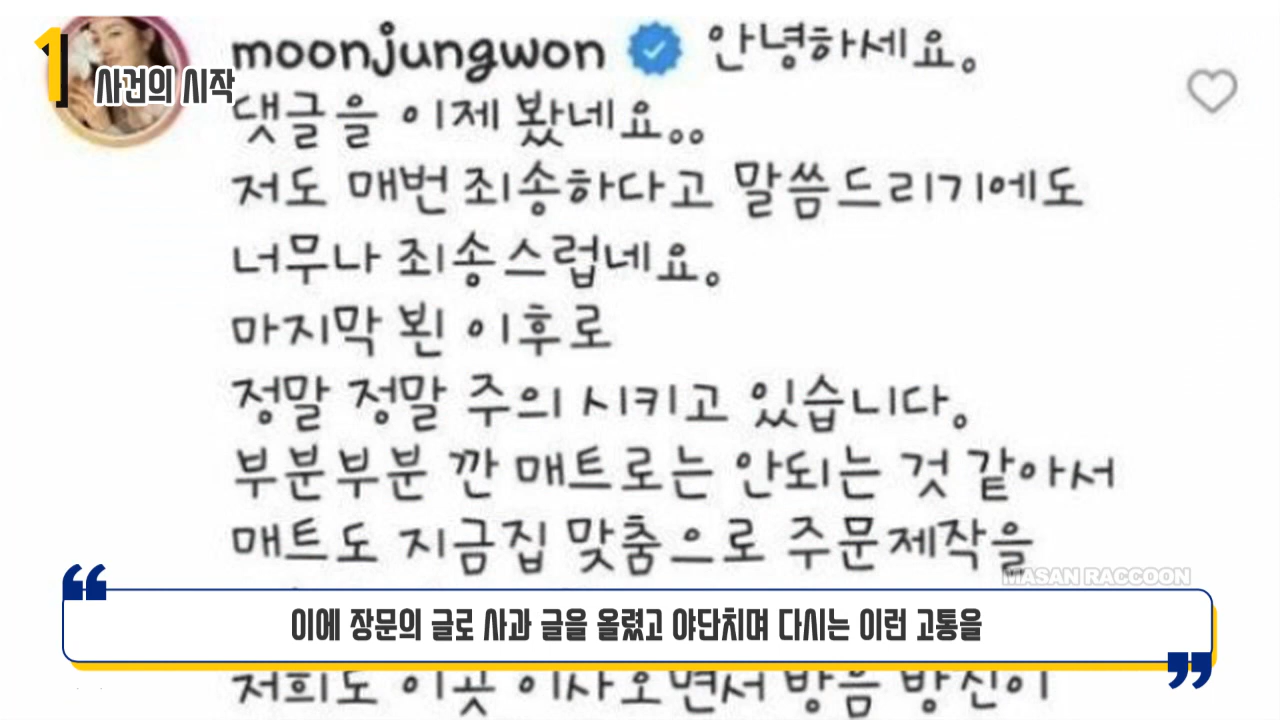 1 사건의 시작
moonjungwon 안녕하세요.
댓글을 이제 봤네요..
저도 매번 죄송하다고 말씀드리기에도
너무나 죄송스럽네요.
마지막 뵌 이후로
정말 정말 주의 시키고 있습니다.
부분부분 깐 매트로는 안되는 것 같아서
매트도 지금집 맞춤으로 주문제작을
MASAN RACCOON
이에 장문의 글로 사과 글을 올렸고 야단치며 다시는 이런 고통을
저희도 이곳 이사오면서 방음 방진이